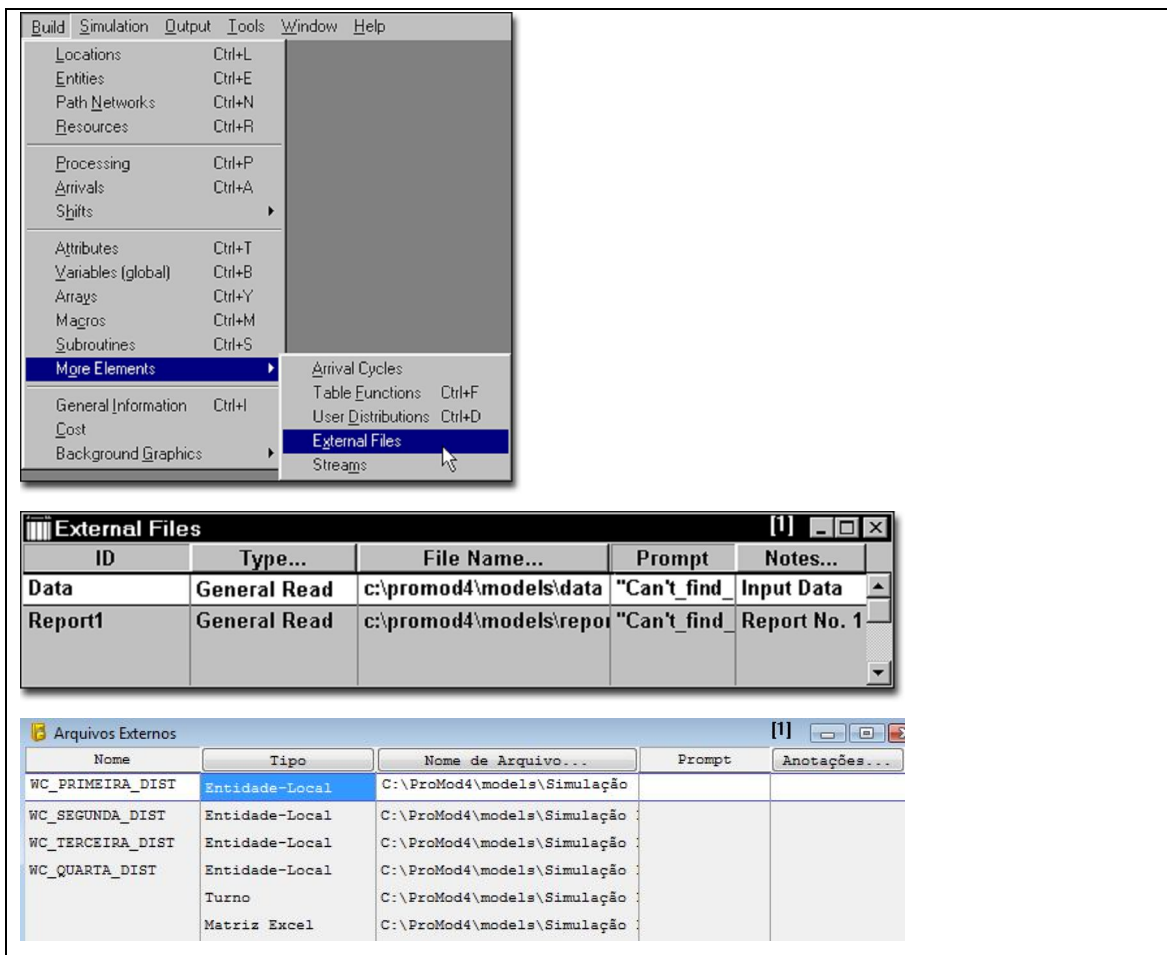 Build Simulation Output Tools Window Help
Locations Ctrl+L
Entities Ctrl+E
Path Networks Ctrl+N
Resources Ctrl+R
Processing Ctrl+P
Arrivals Ctrl+A
Shifts
Attributes Ctrl+T
Variables (global) Ctrl+B
Arrays Ctrl+Y
Macros Ctrl+M
Subroutines Ctrl+S
More Elements
General Information Ctrl+I
Cost
Background Graphics
Arrival Cycles
Table Functions Ctrl+F
User Distributions Ctrl+D
External Files
Streams
External Files [1]
ID Type... File Name... Prompt Notes...
Data General Read c:\promod4\models\data "Can't_find_ Input Data
Report1 General Read c:\promod4\models\repor "Can't_find_ Report No. 1
Arquivos Externos [1]
Nome Tipo Nome de Arquivo... Prompt Anotações...
WC_PRIMEIRA_DIST Entidade-Local C:\ProMod4\models\Simulação
WC_SEGUNDA_DIST Entidade-Local C:\ProMod4\models\Simulação
WC_TERCEIRA_DIST Entidade-Local C:\ProMod4\models\Simulação
WC_QUARTA_DIST Entidade-Local C:\ProMod4\models\Simulação
Turno C:\ProMod4\models\Simulação
Matriz Excel C:\ProMod4\models\Simulação